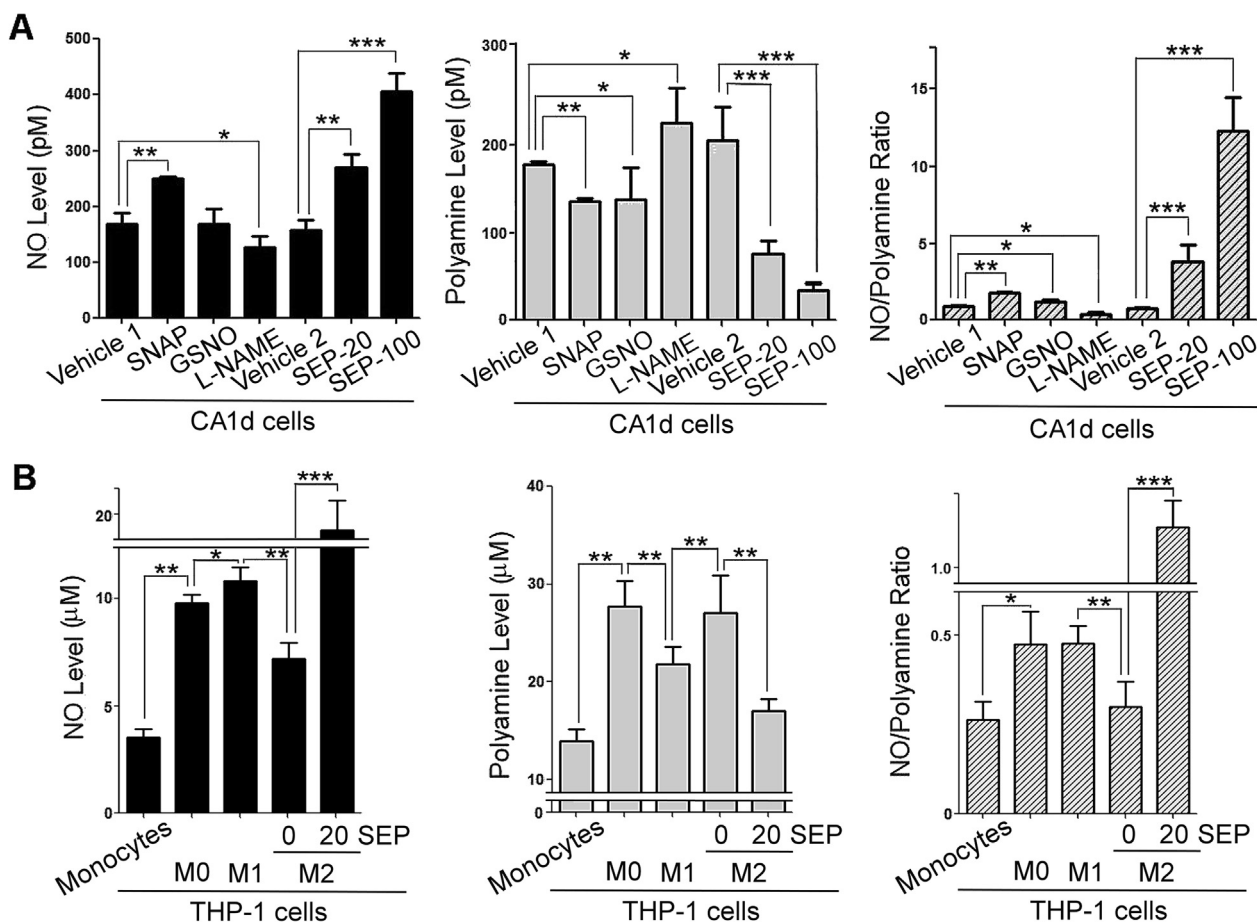 A
NO Level (pM)
500
400
300
200
100
0
**
*
**
***
Vehicle 1
SNAP
GSNO
L-NAME
Vehicle 2
SEP-20
SEP-100
CA1d cells
Polyamine Level (pM)
300
200
100
0
*
*
**
***
***
Vehicle 1
SNAP
GSNO
L-NAME
Vehicle 2
SEP-20
SEP-100
CA1d cells
NO/Polyamine Ratio
15
10
5
0
*
*
**
***
***
Vehicle 1
SNAP
GSNO
L-NAME
Vehicle 2
SEP-20
SEP-100
CA1d cells
B
NO Level (μM)
20
10
5
0
**
*
**
***
Monocytes
M0
M1
0 20 SEP
M2
THP-1 cells
Polyamine Level (μM)
40
30
20
10
0
**
**
**
**
Monocytes
M0
M1
0 20 SEP
M2
THP-1 cells
NO/Polyamine Ratio
1.0
0.5
0
*
**
***
Monocytes
M0
M1
0 20 SEP
M2
THP-1 cells